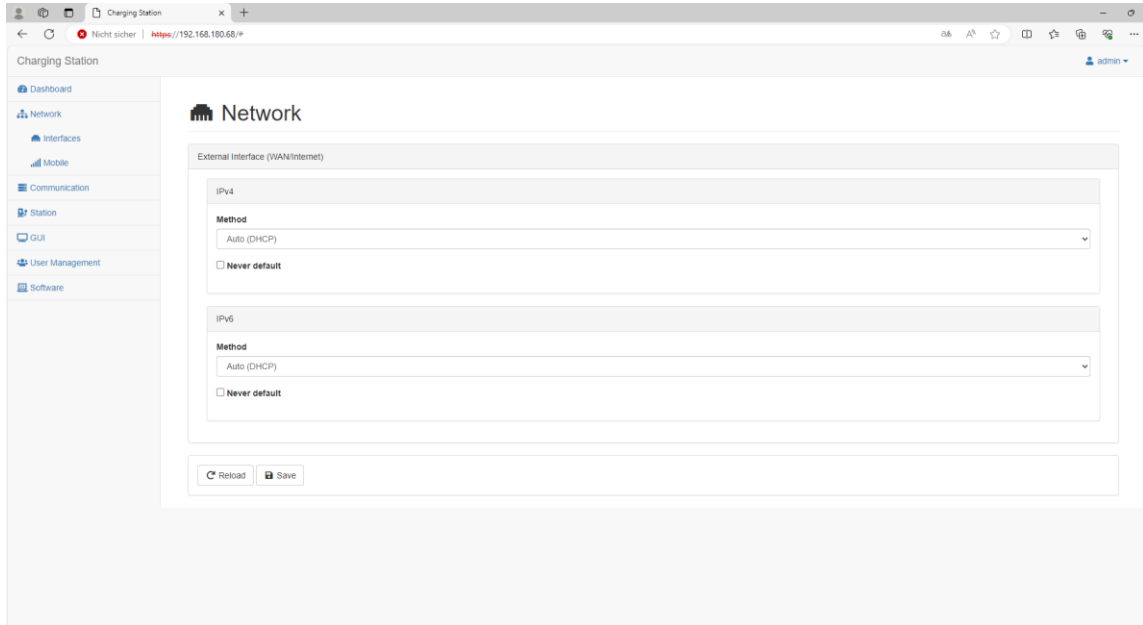 Charging Station
Nicht sicher | https://192.168.180.68/#
Charging Station
admin
Dashboard
Network
Interfaces
Mobile
Communication
Station
GUI
User Management
Software
Network
External Interface (WAN/Internet)
IPv4
Method
Auto (DHCP)
Never default
IPv6
Method
Auto (DHCP)
Never default
Reload
Save